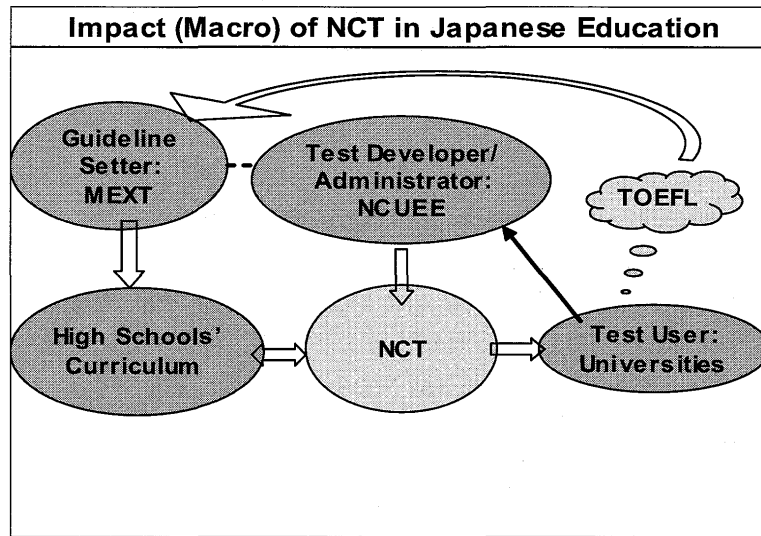 Impact (Macro) of NCT in Japanese Education
Guideline
Setter:
MEXT
Test Developer/
Administrator:
NCUEE
TOEFL
High Schools'
Curriculum
NCT
Test User:
Universities